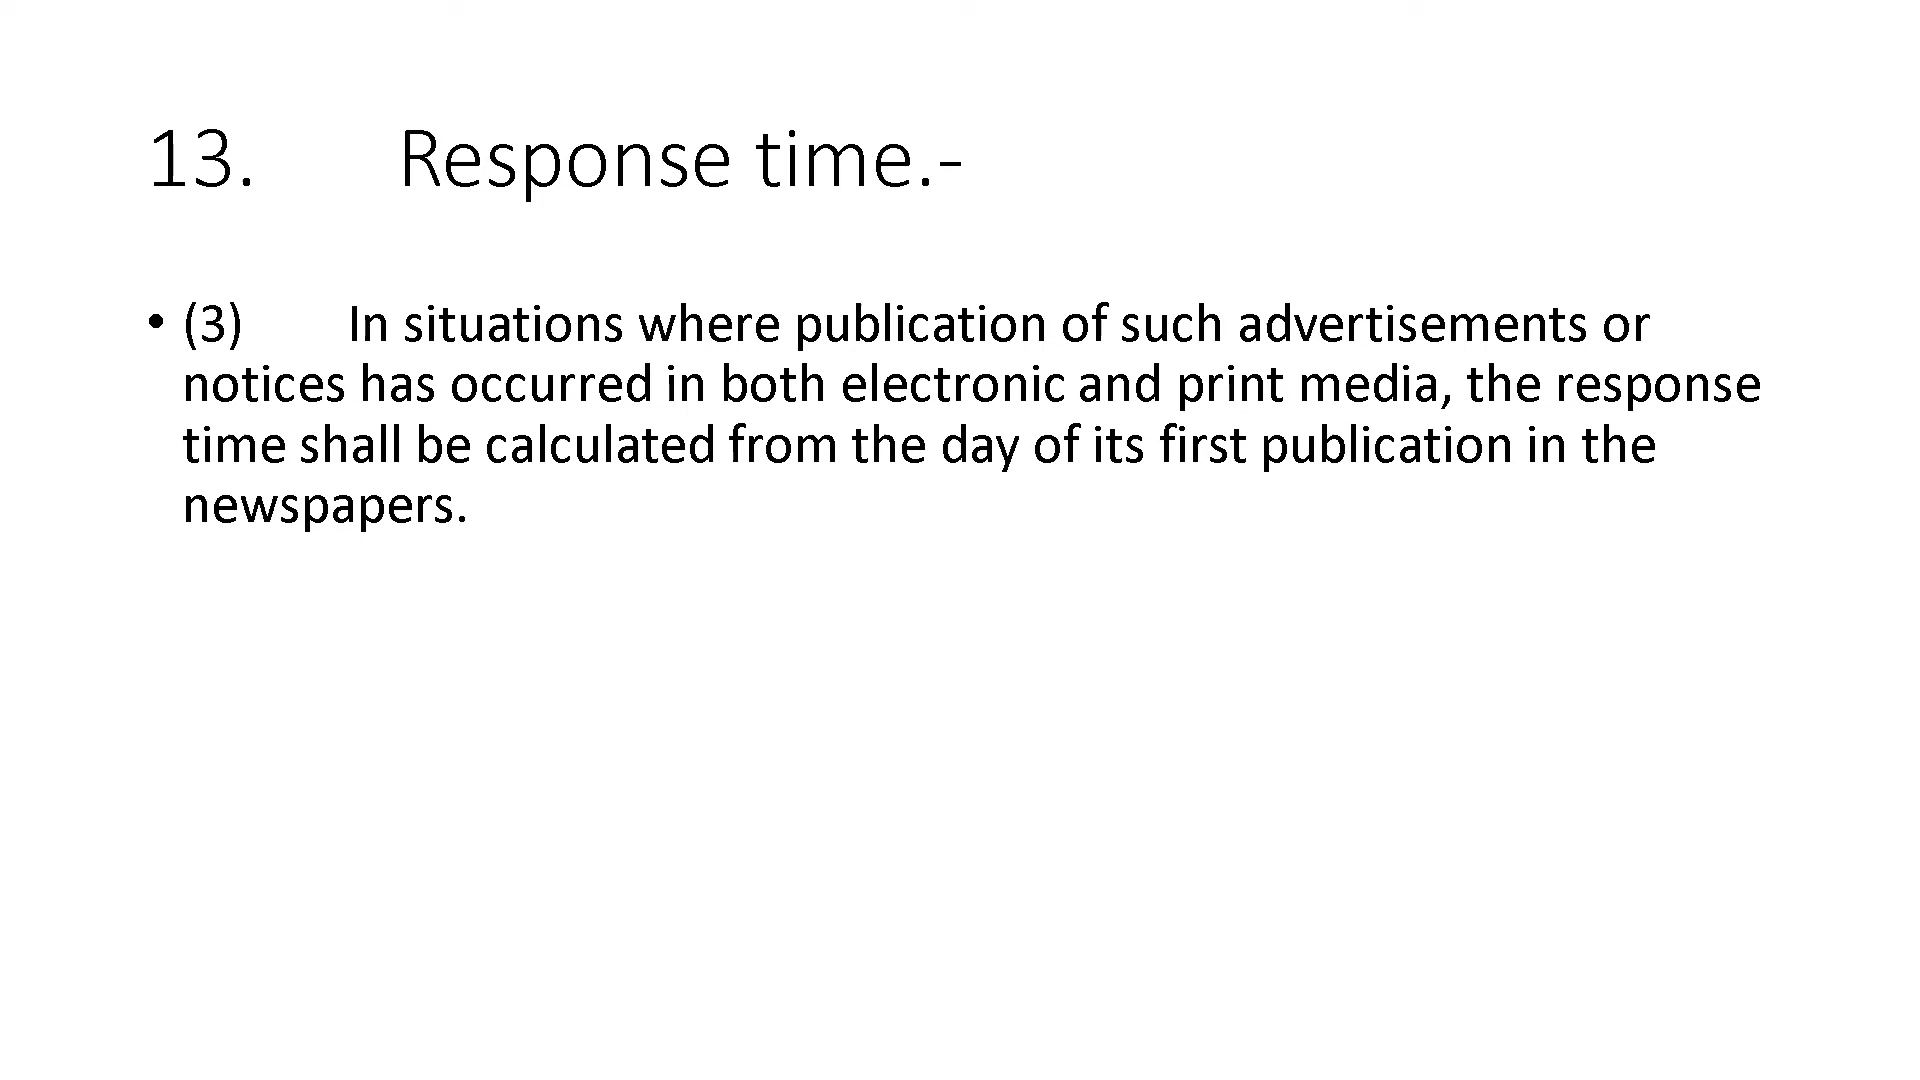 13. Response time.-
• (3) In situations where publication of such advertisements or
notices has occurred in both electronic and print media, the response
time shall be calculated from the day of its first publication in the
newspapers.